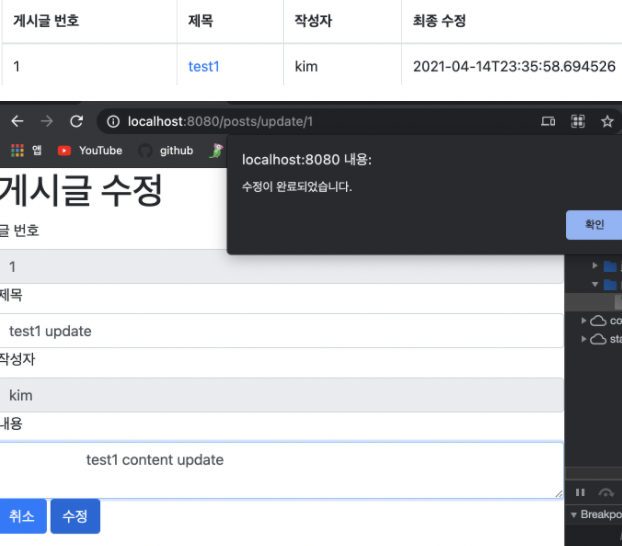 게시글 번호 제목 작성자 최종 수정
1 test1 kim 2021-04-14T23:35:58.694526
localhost:8080/posts/update/1
앱 YouTube github
localhost:8080 내용:
수정이 완료되었습니다.
확인
게시글 수정
글 번호
1
제목
test1 update
작성자
kim
내용
test1 content update
취소 수정
co
sta
Breakpo